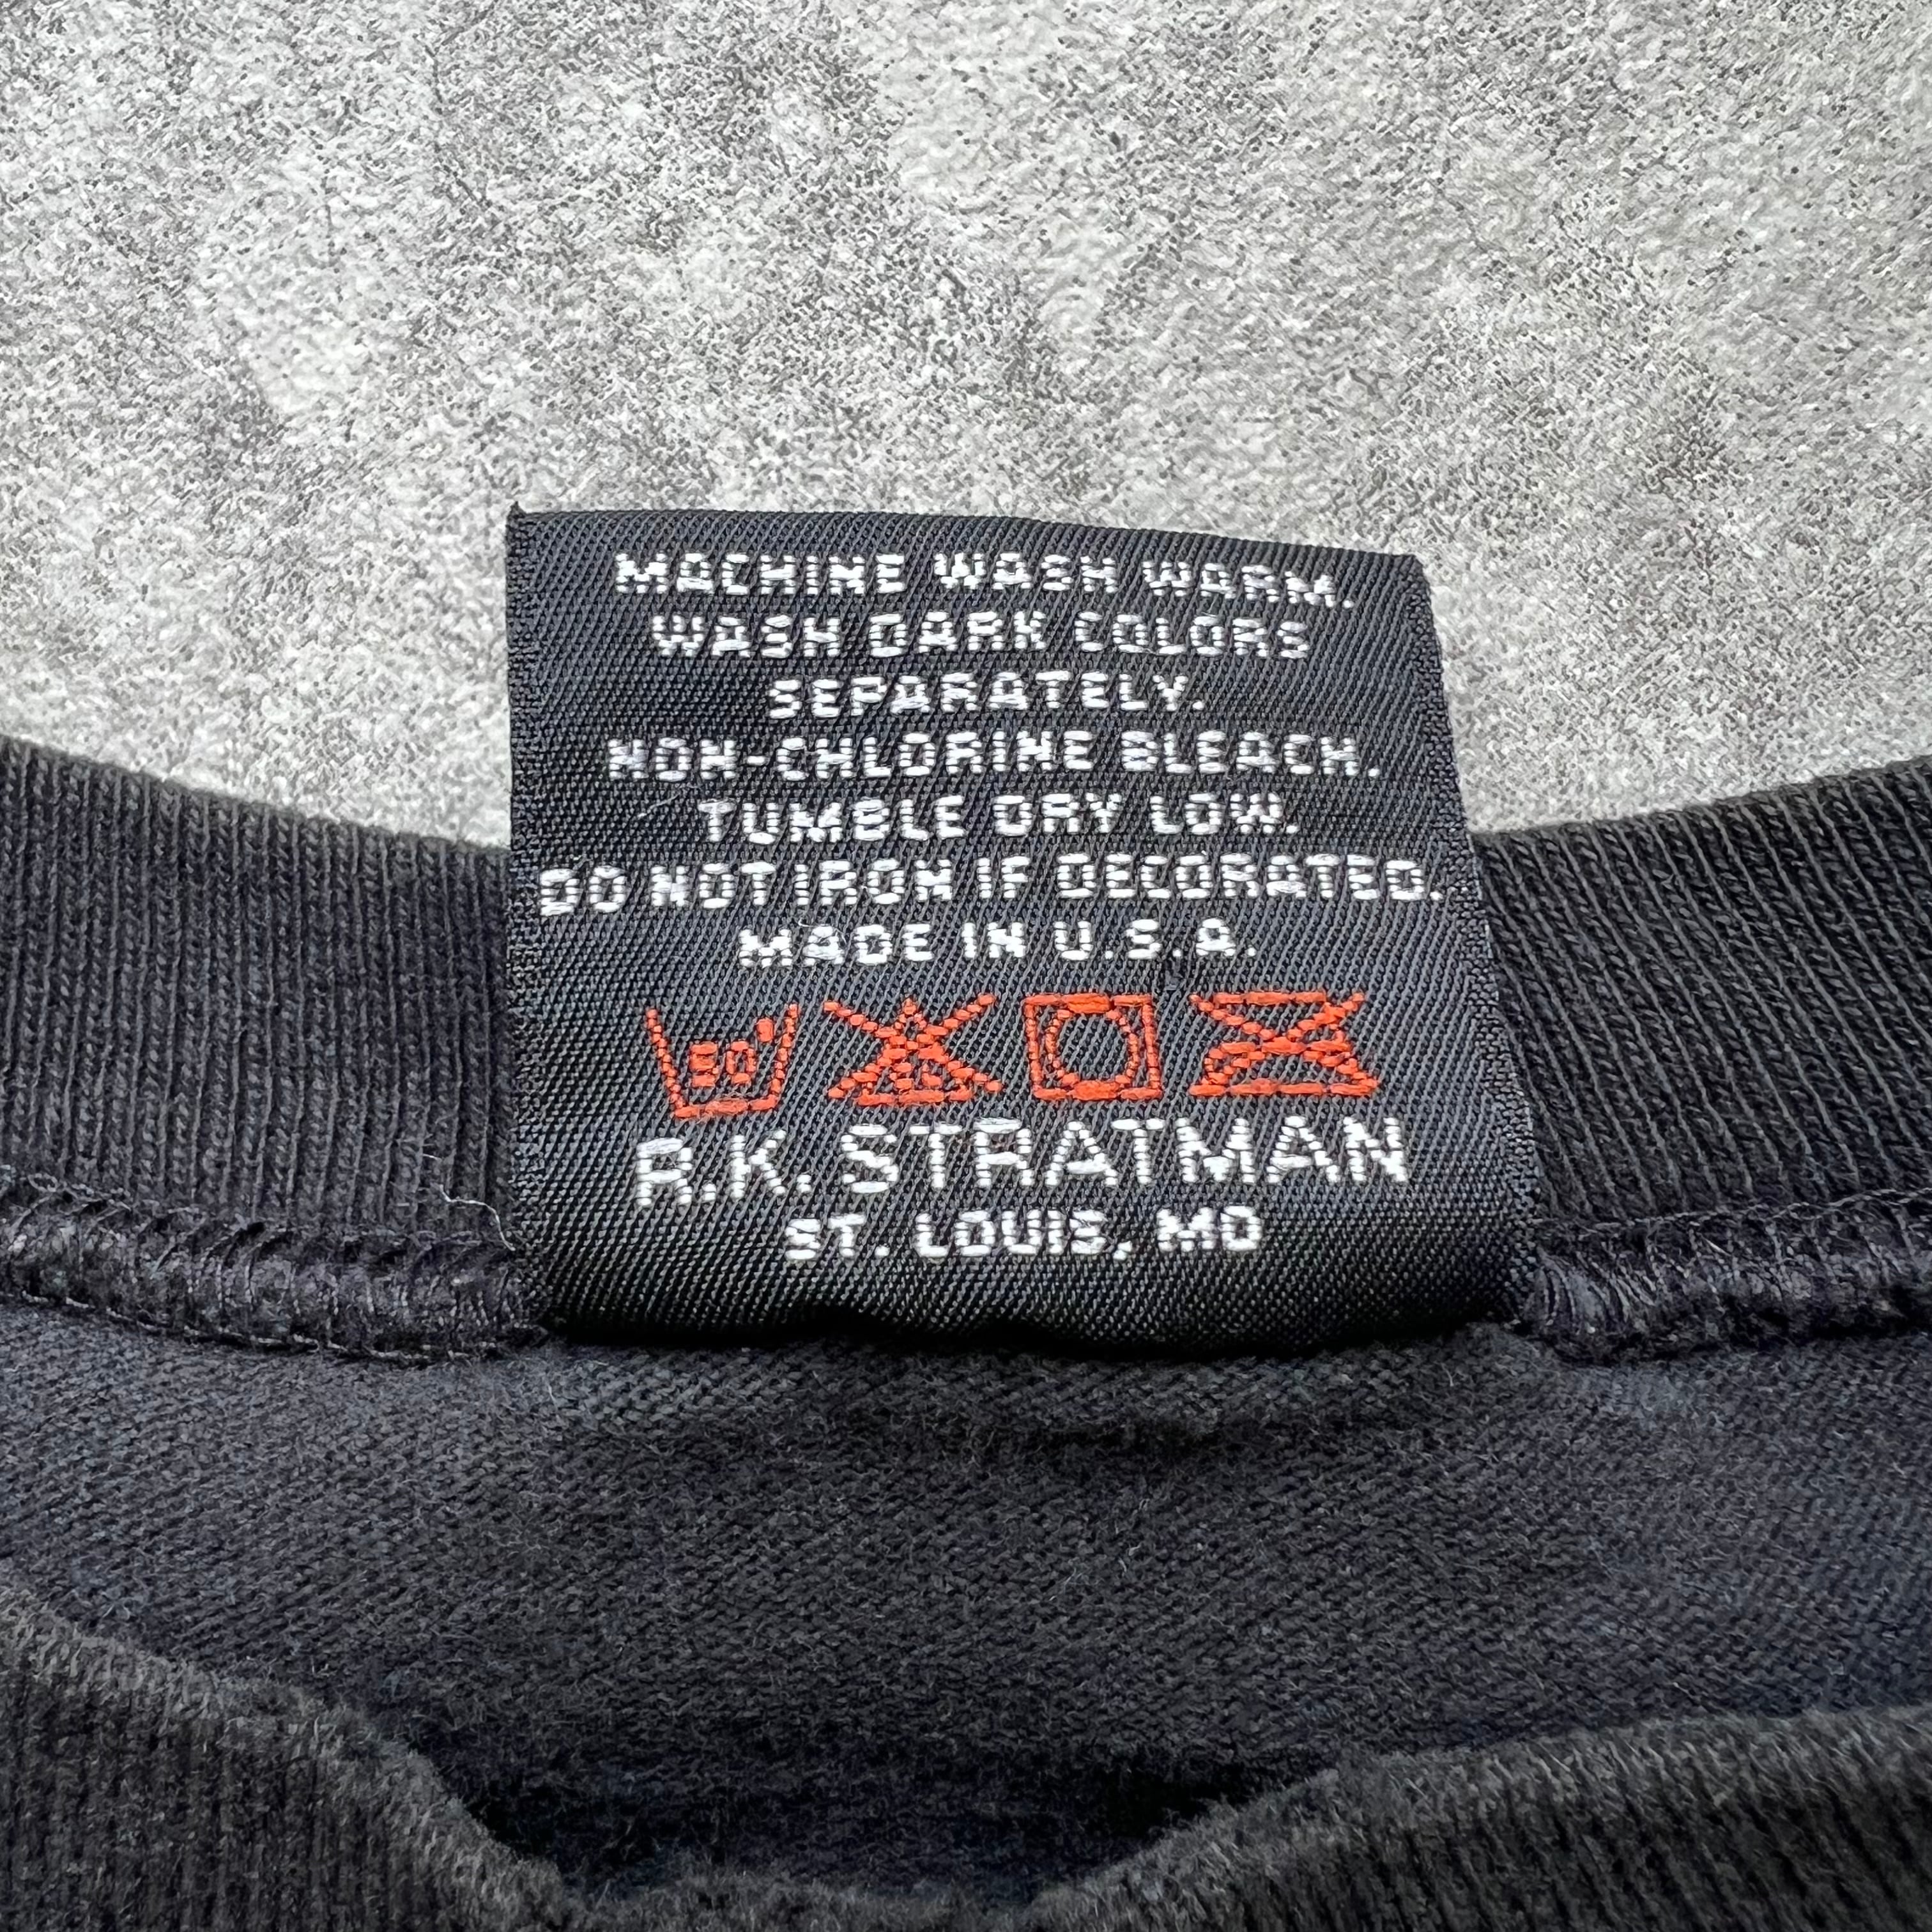 MACHINE WASH WARM.
WASH DARK COLORS
SEPARATELY.
NON-CHLORINE BLEACH.
TUMBLE DRY LOW.
DO NOT IRON IF DECORATED.
MADE IN U.S.A.
50°
R.K. STRATMAN
ST. LOUIS, MO